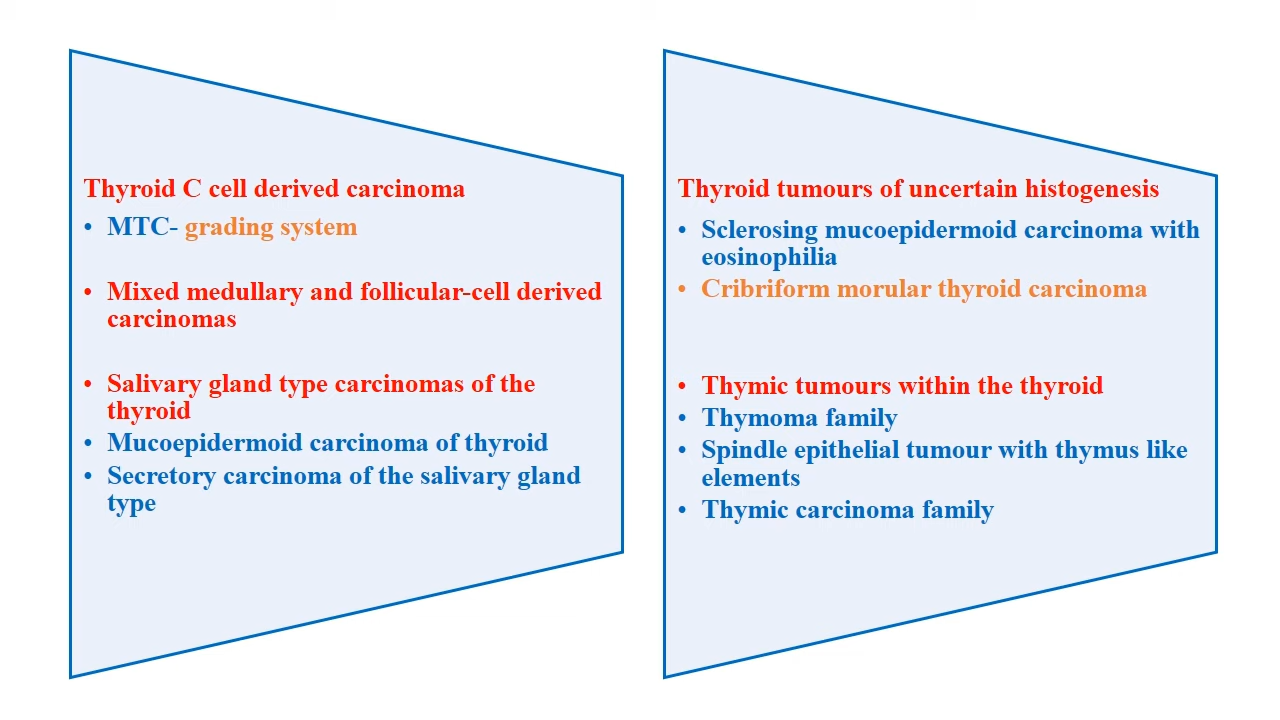 Thyroid C cell derived carcinoma
• MTC- grading system
• Mixed medullary and follicular-cell derived
carcinomas
• Salivary gland type carcinomas of the
thyroid
• Mucoepidermoid carcinoma of thyroid
• Secretory carcinoma of the salivary gland
type
Thyroid tumours of uncertain histogenesis
• Sclerosing mucoepidermoid carcinoma with
eosinophilia
• Cribriform morular thyroid carcinoma
• Thymic tumours within the thyroid
• Thymoma family
• Spindle epithelial tumour with thymus like
elements
• Thymic carcinoma family